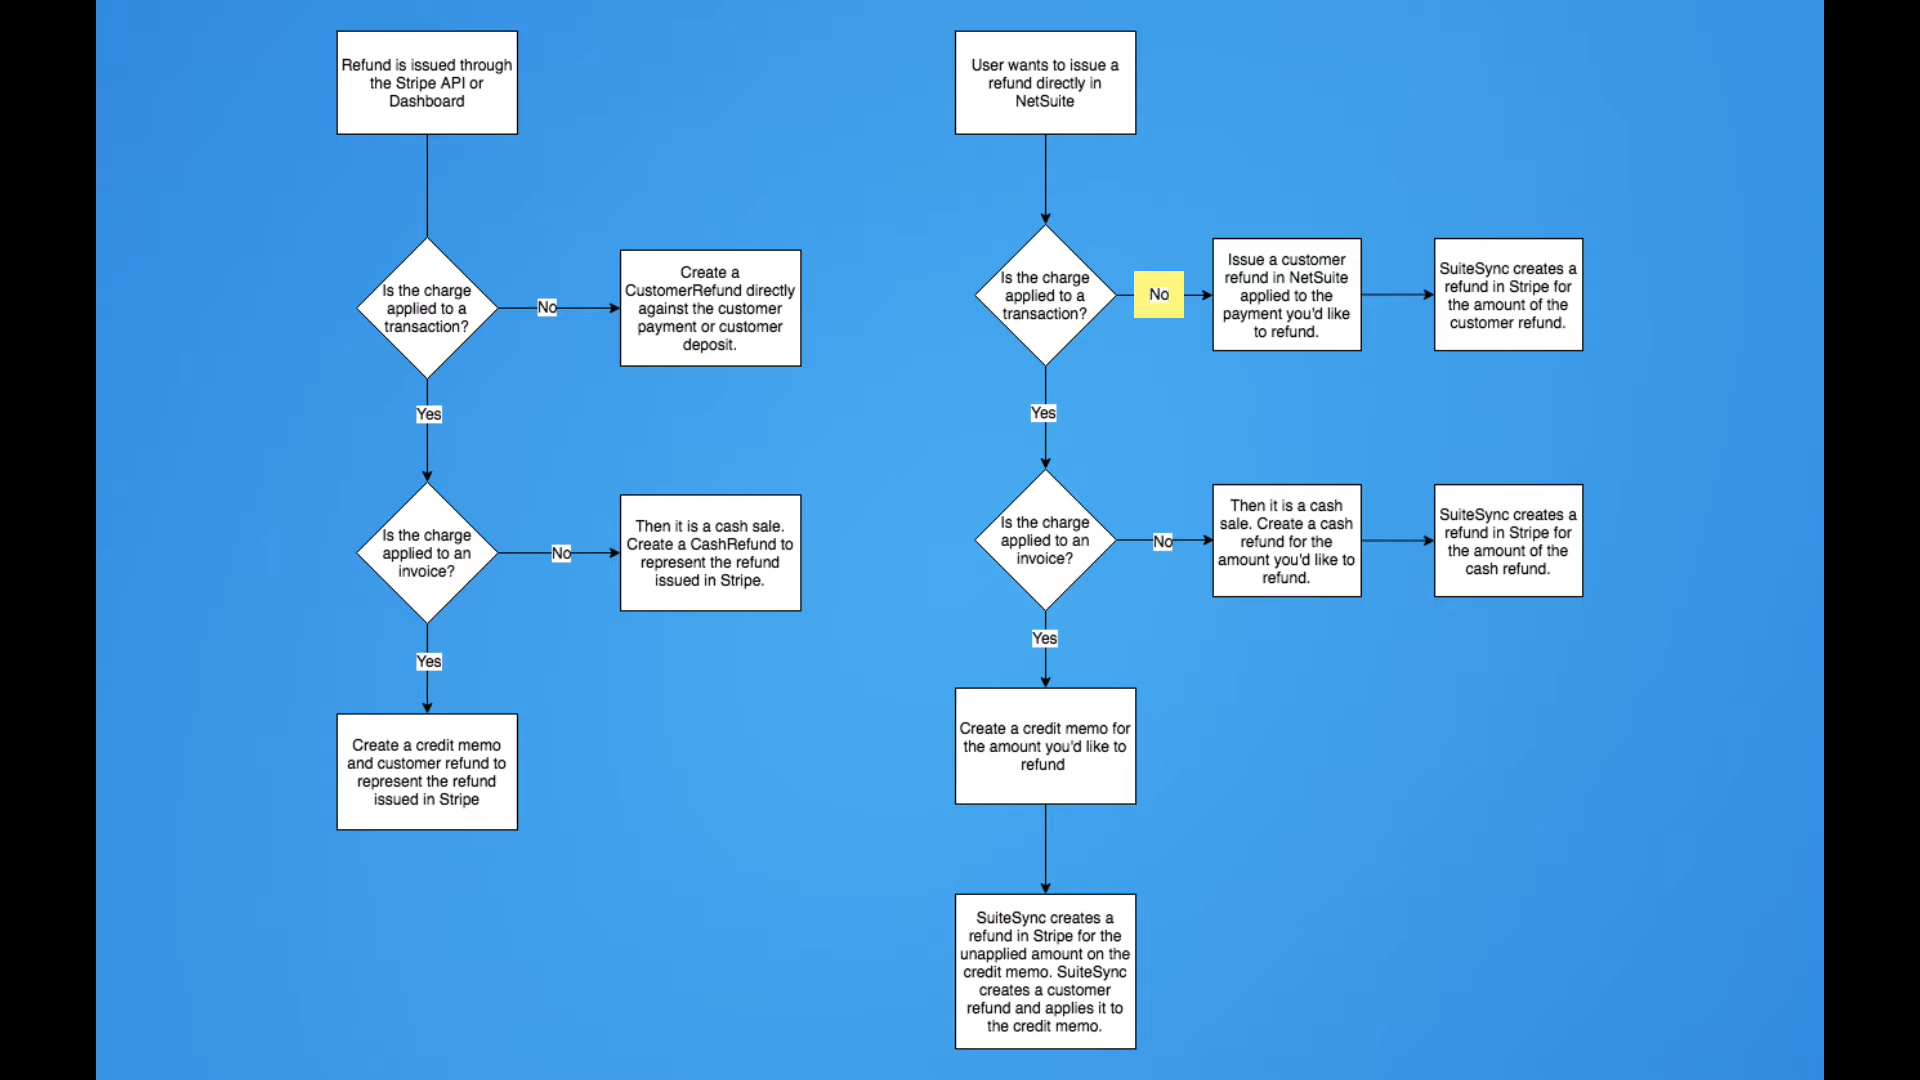 Refund is issued through
the Stripe API or
Dashboard
Is the charge
applied to a
transaction?
No
Create a
CustomerRefund directly
against the customer
payment or customer
deposit.
Yes
Is the charge
applied to an
invoice?
No
Then it is a cash sale.
Create a CashRefund to
represent the refund
issued in Stripe.
Yes
Create a credit memo
and customer refund to
represent the refund
issued in Stripe
User wants to issue a
refund directly in
NetSuite
Is the charge
applied to a
transaction?
No
Issue a customer
refund in NetSuite
applied to the
payment you'd like
to refund.
SuiteSync creates a
refund in Stripe for
the amount of the
customer refund.
Yes
Is the charge
applied to an
invoice?
No
Then it is a cash
sale. Create a cash
refund for the
amount you'd like to
refund.
SuiteSync creates a
refund in Stripe for
the amount of the
cash refund.
Yes
Create a credit memo for
the amount you'd like to
refund
SuiteSync creates a
refund in Stripe for the
unapplied amount on the
credit memo. SuiteSync
creates a customer
refund and applies it to
the credit memo.